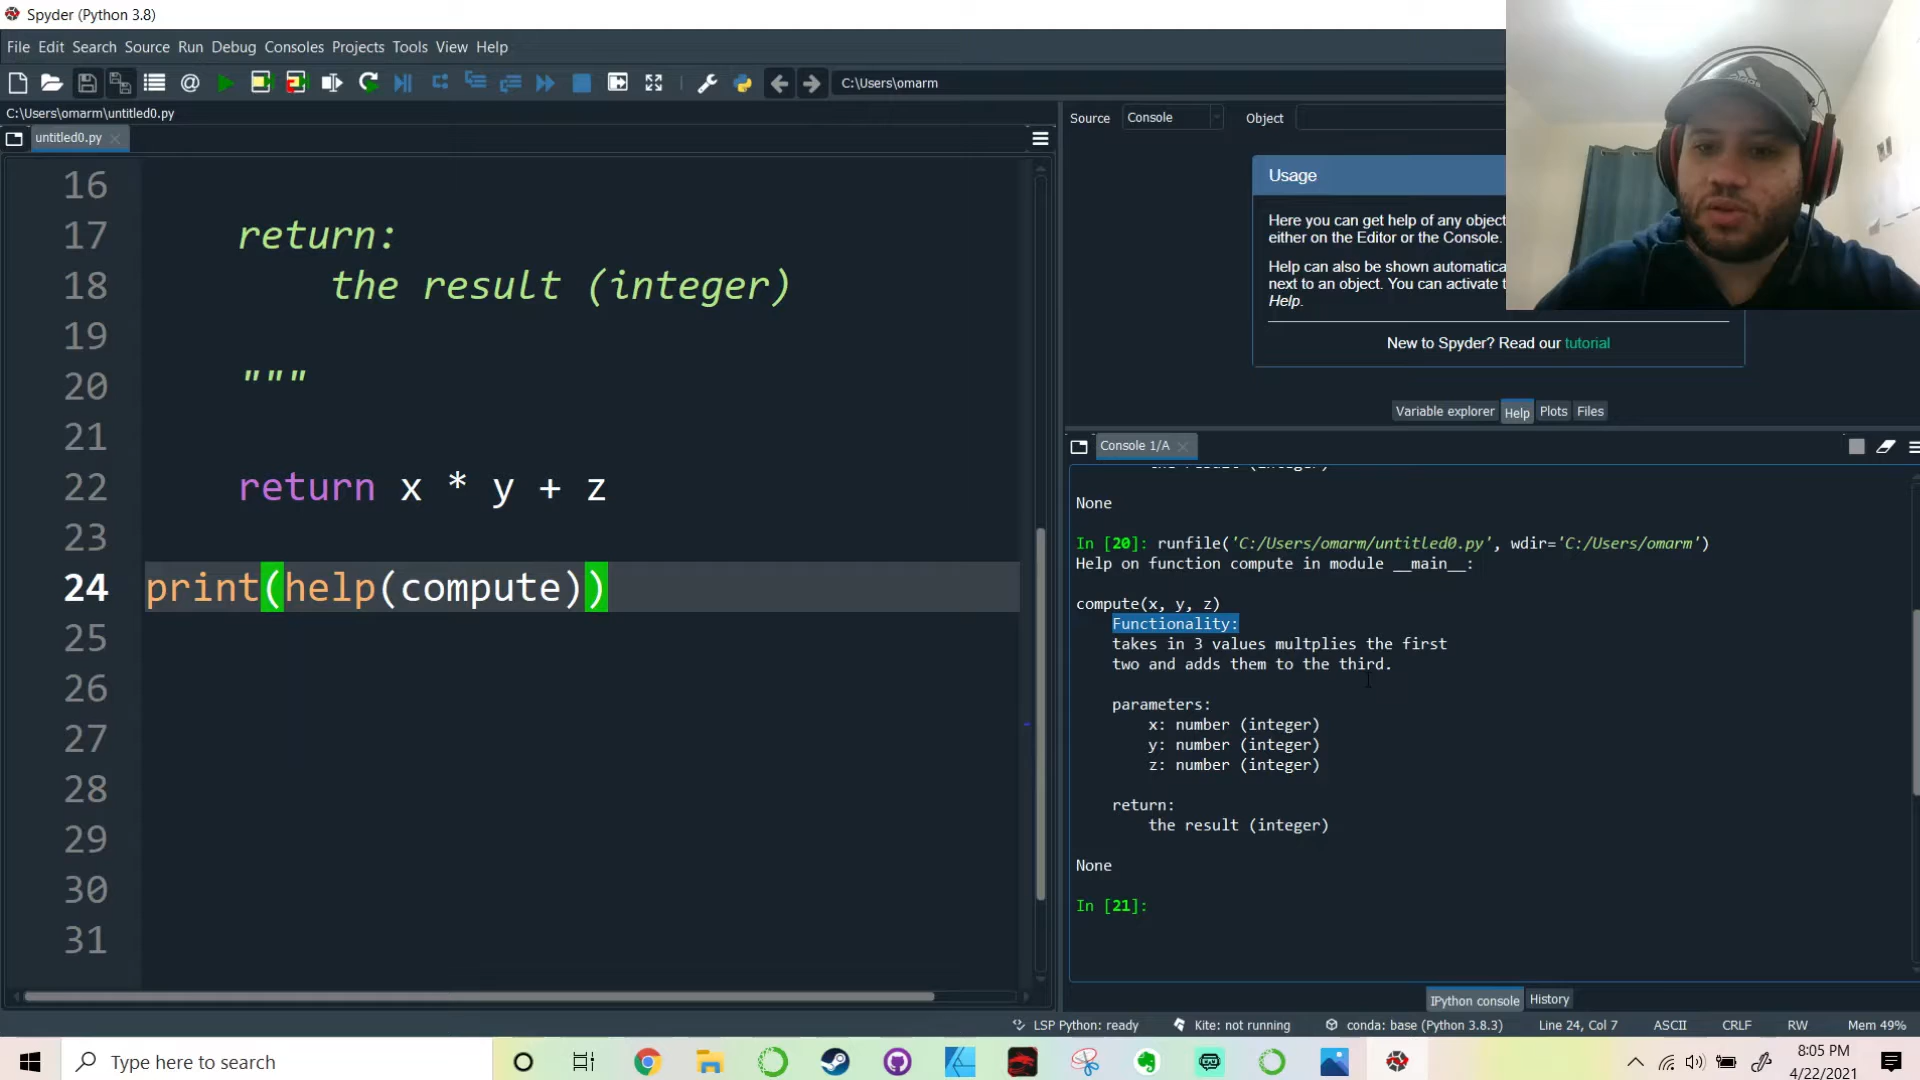 Spyder (Python 3.8)
File Edit Search Source Run Debug Consoles Projects Tools View Help
C:\Users\omarm
C:\Users\omarm\untitled0.py
untitled0.py
16
17 return:
18 the result (integer)
19
20 """
21
22 return x * y + z
23
24 print(help(compute))
25
26
27
28
29
30
31
Source Console Object
Usage
Here you can get help of any object
either on the Editor or the Console.
Help can also be shown automatica
next to an object. You can activate t
Help.
New to Spyder? Read our tutorial
Variable explorer Help Plots Files
Console 1/A
the result (integer)
None
In [20]: runfile('C:/Users/omarm/untitled0.py', wdir='C:/Users/omarm')
Help on function compute in module __main__:
compute(x, y, z)
Functionality:
takes in 3 values multplies the first
two and adds them to the third.
parameters:
x: number (integer)
y: number (integer)
z: number (integer)
return:
the result (integer)
None
In [21]:
IPython console History
LSP Python: ready Kite: not running conda: base (Python 3.8.3) Line 24, Col 7 ASCII CRLF RW Mem 49%
Type here to search
8:05 PM
4/22/2021